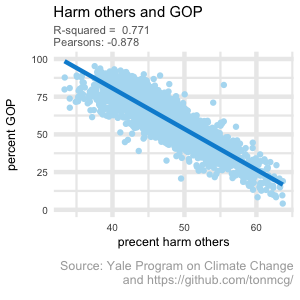 Harm others and GOP
R-squared = 0.771
Pearsons: -0.878
percent GOP
100
75
50
25
0
40
50
60
precent harm others
Source: Yale Program on Climate Change
and https://github.com/tonmcg/